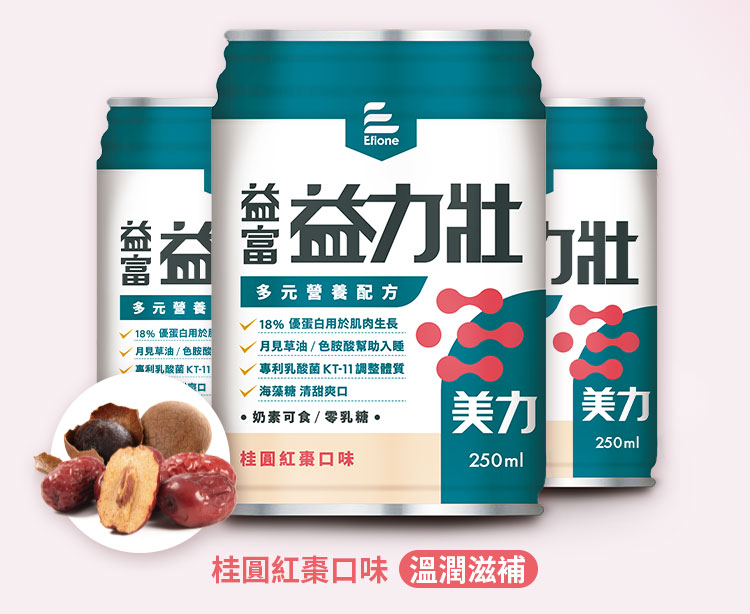 Efione
益富
益力壯
多元營養配方
18% 優蛋白用於肌肉生長
月見草油 / 色胺酸幫助入睡
專利乳酸菌 KT-11 調整體質
海藻糖 清甜爽口
• 奶素可食 / 零乳糖 •
桂圓紅棗口味
美力
250ml
益富
益
多元營養
18% 優蛋白用於
月見草油 / 色胺酸
專利乳酸菌 KT-11
爽口
力壯
美力
250ml
桂圓紅棗口味 溫潤滋補